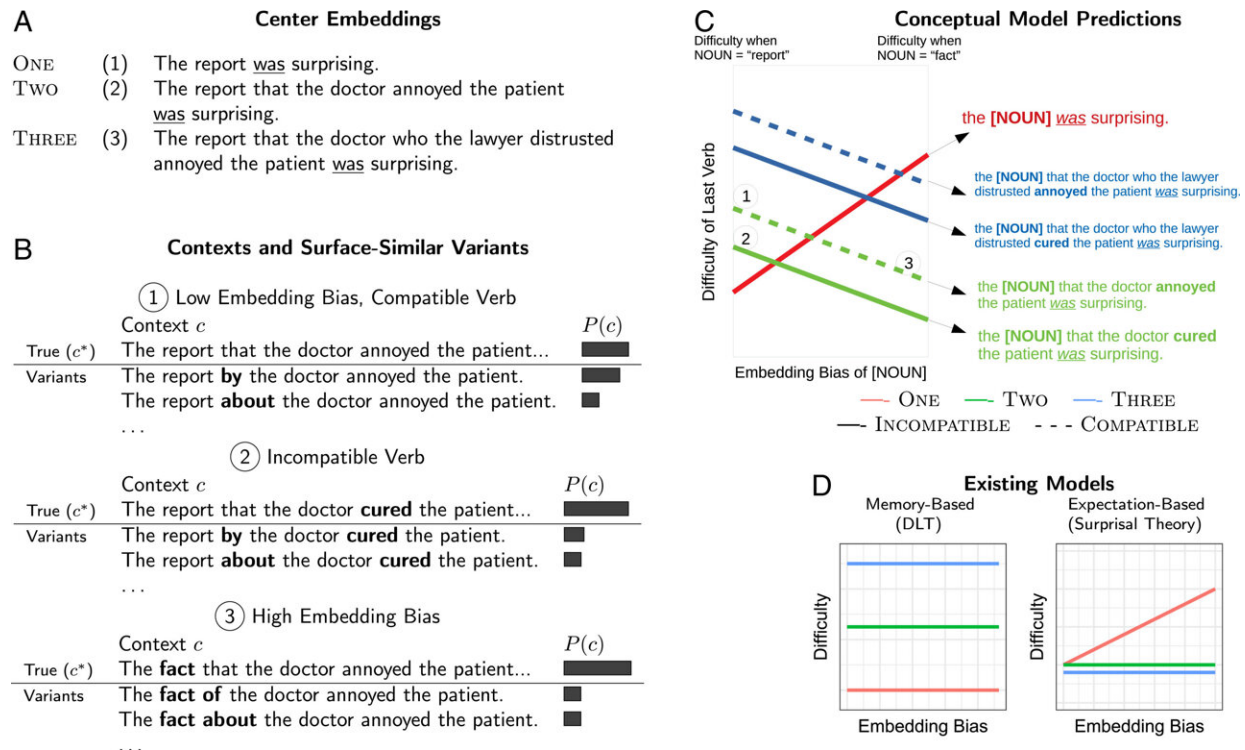 A
Center Embeddings
ONE (1) The report was surprising.
TWO (2) The report that the doctor annoyed the patient
was surprising.
THREE (3) The report that the doctor who the lawyer distrusted
annoyed the patient was surprising.
B
Contexts and Surface-Similar Variants
1 Low Embedding Bias, Compatible Verb
Context c P(c)
True (c*) The report that the doctor annoyed the patient...
Variants The report by the doctor annoyed the patient.
The report about the doctor annoyed the patient.
...
2 Incompatible Verb
Context c P(c)
True (c*) The report that the doctor cured the patient...
Variants The report by the doctor cured the patient.
The report about the doctor cured the patient.
...
3 High Embedding Bias
Context c P(c)
True (c*) The fact that the doctor annoyed the patient...
Variants The fact of the doctor annoyed the patient.
The fact about the doctor annoyed the patient.
...
C
Conceptual Model Predictions
Difficulty when
NOUN = "report"
Difficulty when
NOUN = "fact"
Difficulty of Last Verb
1
2
3
the [NOUN] was surprising.
the [NOUN] that the doctor who the lawyer
distrusted annoyed the patient was surprising.
the [NOUN] that the doctor who the lawyer
distrusted cured the patient was surprising.
the [NOUN] that the doctor annoyed
the patient was surprising.
the [NOUN] that the doctor cured
the patient was surprising.
Embedding Bias of [NOUN]
ONE TWO THREE
INCOMPATIBLE COMPATIBLE
D
Existing Models
Memory-Based
(DLT)
Difficulty
Embedding Bias
Expectation-Based
(Surprisal Theory)
Difficulty
Embedding Bias